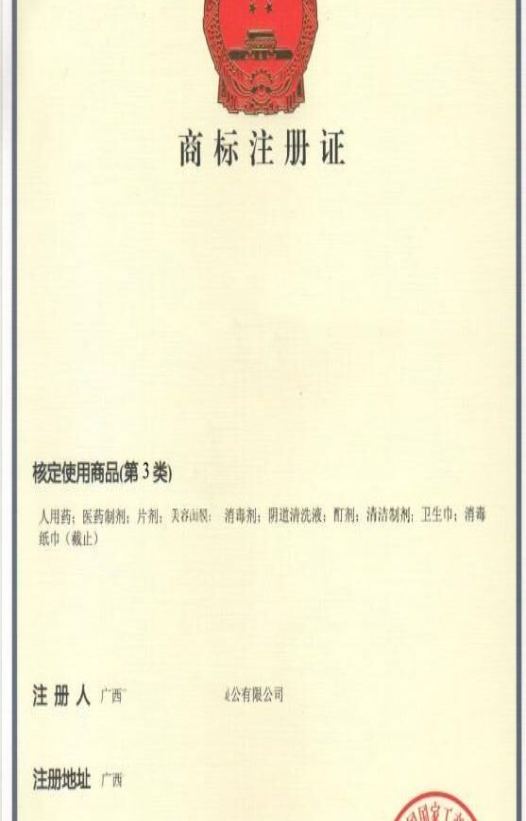 商标注册证
核定使用商品(第3类)
人用药；医药制剂；片剂；美容面膜；消毒剂；阴道清洗液；酊剂；清洁制剂；卫生巾；消毒
纸巾（截止）
注册人 广西 公有限公司
注册地址 广西
国国家工